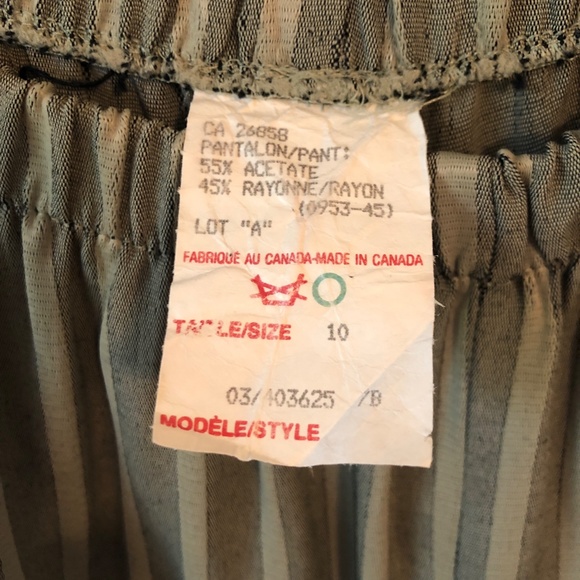 CA 26858
PANTALON/PANT:
55% ACETATE
45% RAYONNE/RAYON
(0953-45)
LOT "A"
FABRIQUÉ AU CANADA-MADE IN CANADA
TAILLE/SIZE 10
03/403625 /B
MODÈLE/STYLE